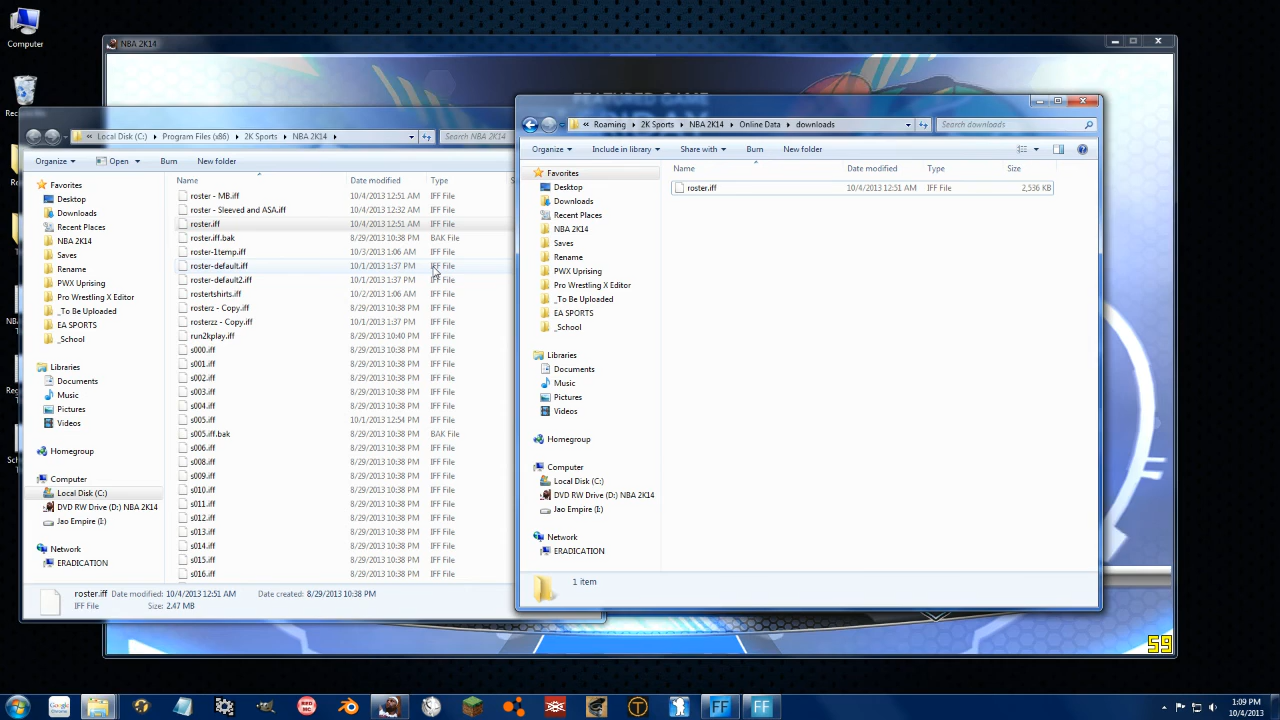 Computer
NBA 2K14
Local Disk (C:) Program Files (x86) 2K Sports NBA 2K14
Search NBA 2K14
Organize Open Burn New folder
Name Date modified Type
Favorites
Desktop
Downloads
Recent Places
NBA 2K14
Saves
Rename
PWX Uprising
Pro Wrestling X Editor
_To Be Uploaded
EA SPORTS
_School
Libraries
Documents
Music
Pictures
Videos
Homegroup
Computer
Local Disk (C:)
DVD RW Drive (D:) NBA 2K14
Jao Empire (I:)
Network
ERADICATION
roster - MB.iff 10/4/2013 12:51 AM IFF File
roster - Sleeved and ASA.iff 10/4/2013 12:32 AM IFF File
roster.iff 10/4/2013 12:51 AM IFF File
roster.iff.bak 8/29/2013 10:38 PM BAK File
roster-1temp.iff 10/3/2013 1:06 AM IFF File
roster-default.iff 10/1/2013 1:37 PM IFF File
roster-default2.iff 10/1/2013 1:37 PM IFF File
rostertshirts.iff 10/2/2013 1:06 AM IFF File
rosterz - Copy.iff 8/29/2013 10:38 PM IFF File
rosterzz - Copy.iff 10/1/2013 1:37 PM IFF File
run2kplay.iff 8/29/2013 10:40 PM IFF File
s000.iff 8/29/2013 10:38 PM IFF File
s001.iff 8/29/2013 10:38 PM IFF File
s002.iff 8/29/2013 10:38 PM IFF File
s003.iff 8/29/2013 10:38 PM IFF File
s004.iff 8/29/2013 10:38 PM IFF File
s005.iff 10/1/2013 12:54 PM IFF File
s005.iff.bak 8/29/2013 10:38 PM BAK File
s006.iff 8/29/2013 10:38 PM IFF File
s008.iff 8/29/2013 10:38 PM IFF File
s009.iff 8/29/2013 10:38 PM IFF File
s010.iff 8/29/2013 10:38 PM IFF File
s011.iff 8/29/2013 10:38 PM IFF File
s012.iff 8/29/2013 10:38 PM IFF File
s013.iff 8/29/2013 10:38 PM IFF File
s014.iff 8/29/2013 10:38 PM IFF File
s015.iff 8/29/2013 10:38 PM IFF File
s016.iff 8/29/2013 10:38 PM IFF File
roster.iff Date modified: 10/4/2013 12:51 AM Date created: 8/29/2013 10:38 PM
IFF File Size: 2.47 MB
FEATURED GAME
Roaming 2K Sports NBA 2K14 Online Data downloads
Search downloads
Organize Include in library Share with Burn New folder
Name Date modified Type Size
roster.iff 10/4/2013 12:51 AM IFF File 2,536 KB
Favorites
Desktop
Downloads
Recent Places
NBA 2K14
Saves
Rename
PWX Uprising
Pro Wrestling X Editor
_To Be Uploaded
EA SPORTS
_School
Libraries
Documents
Music
Pictures
Videos
Homegroup
Computer
Local Disk (C:)
DVD RW Drive (D:) NBA 2K14
Jao Empire (I:)
Network
ERADICATION
1 item
59
Google
1:09 PM
10/4/2013